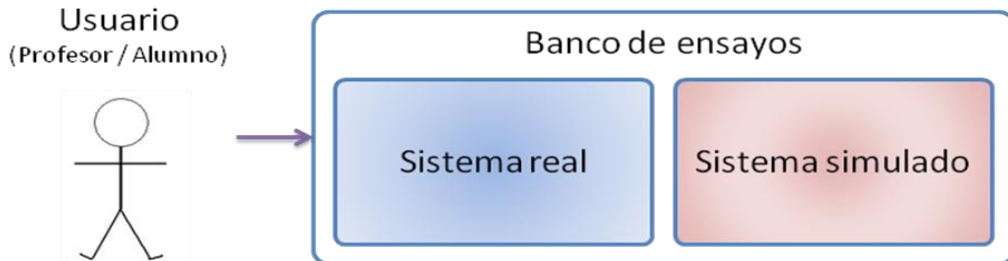 Usuario
(Profesor / Alumno)
Banco de ensayos
Sistema real
Sistema simulado